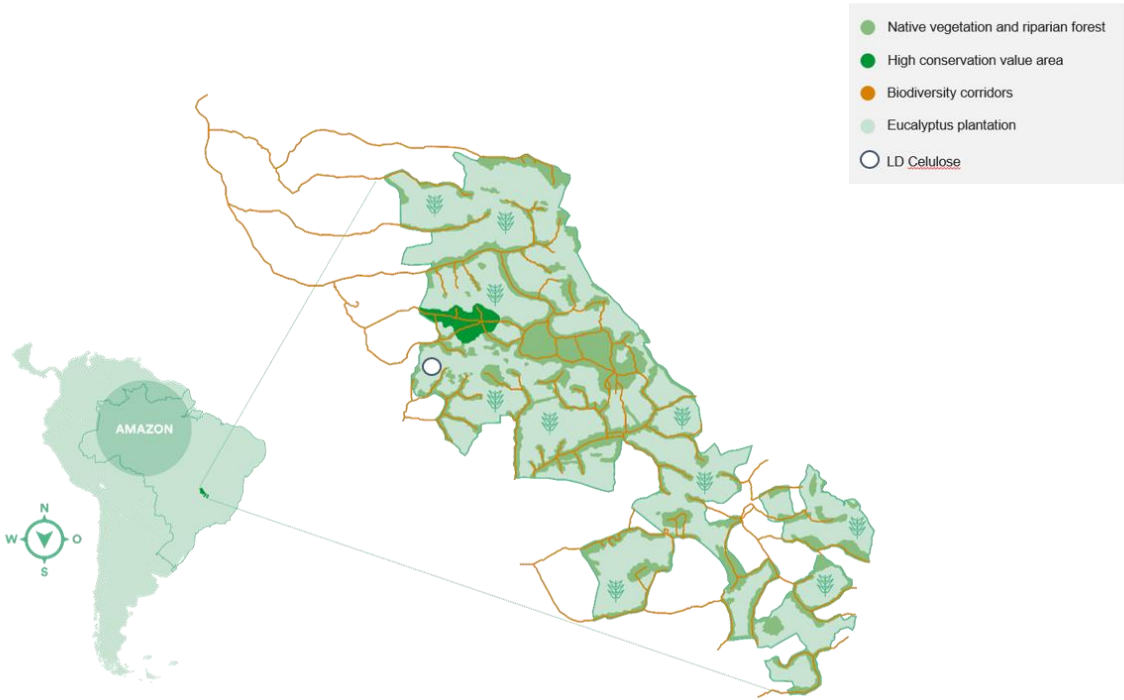 Native vegetation and riparian forest
High conservation value area
Biodiversity corridors
Eucalyptus plantation
LD Celulose
AMAZON
N
W O
S